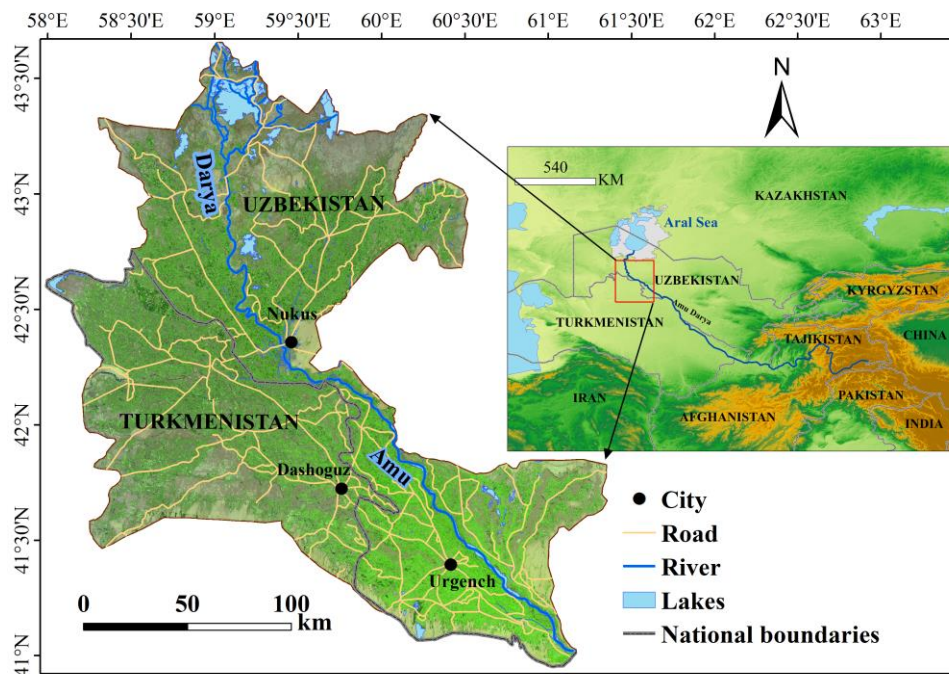 58°E 58°30'E 59°E 59°30'E 60°00'E 60°30'E 61°E 61°30'E 62°E 62°30'E 63°E
43°30'N
43°N
42°30'N
42°N
41°30'N
41°N
Darya
UZBEKISTAN
Nukus
TURKMENISTAN
Dashoguz
Amu
Urgench
0 50 100
km
N
540
KM
KAZAKHSTAN
Aral Sea
UZBEKISTAN
KYRGYZSTAN
TURKMENISTAN
Amu Darya
TAJIKISTAN
CHINA
IRAN
AFGHANISTAN
PAKISTAN
INDIA
City
Road
River
Lakes
National boundaries